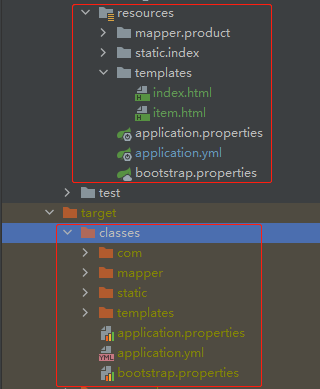 resources
mapper.product
static.index
templates
index.html
item.html
application.properties
application.yml
bootstrap.properties
test
target
classes
com
mapper
static
templates
application.properties
application.yml
bootstrap.properties